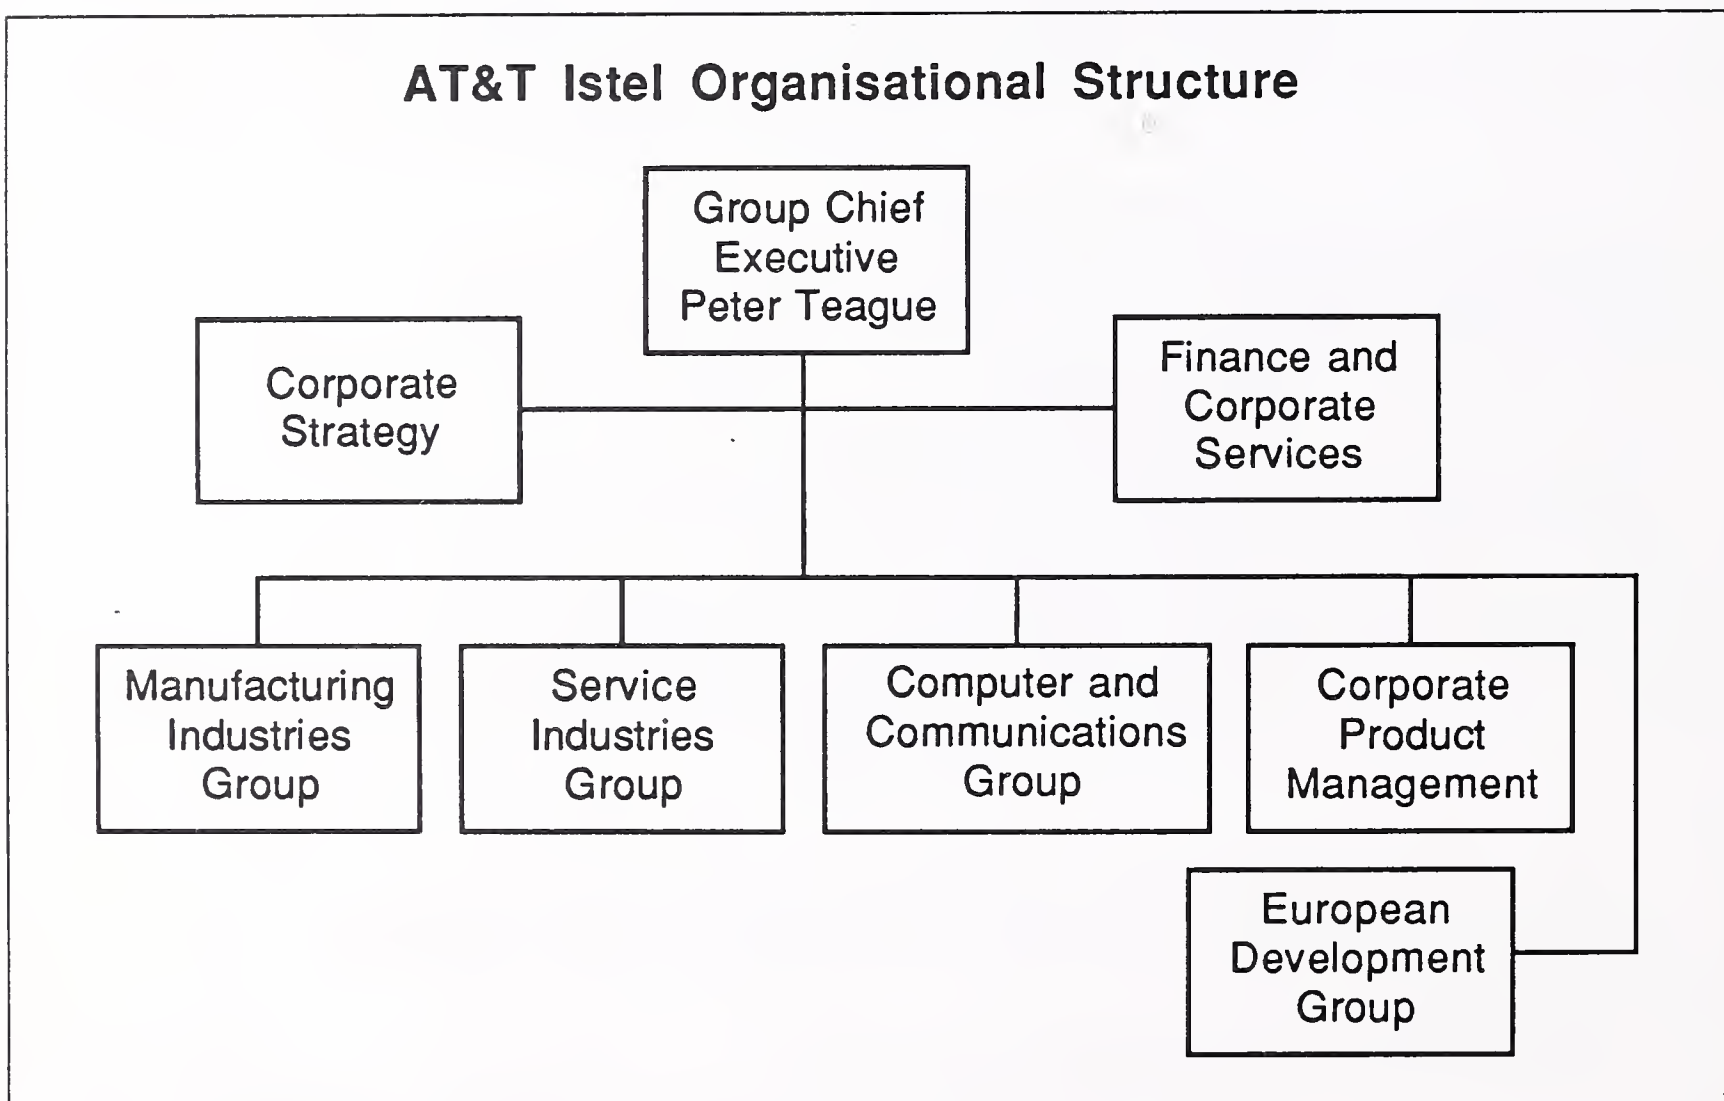 AT&T Istel Organisational Structure
Group Chief
Executive
Peter Teague
Corporate
Strategy
Finance and
Corporate
Services
Manufacturing
Industries
Group
Service
Industries
Group
Computer and
Communications
Group
Corporate
Product
Management
European
Development
Group